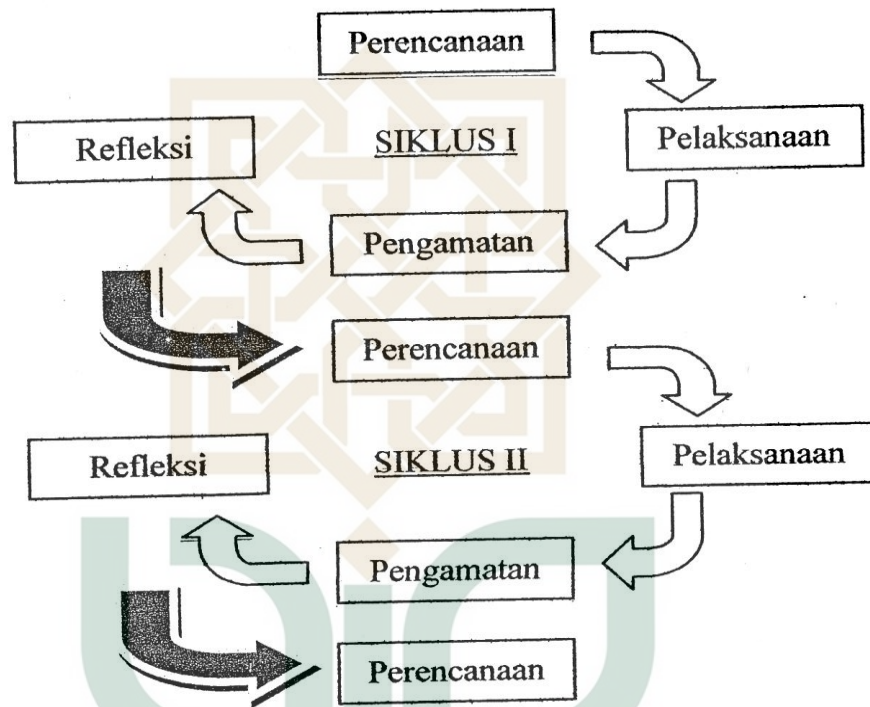 Perencanaan
Refleksi
SIKLUS I
Pelaksanaan
Pengamatan
Perencanaan
Refleksi
SIKLUS II
Pelaksanaan
Pengamatan
Perencanaan